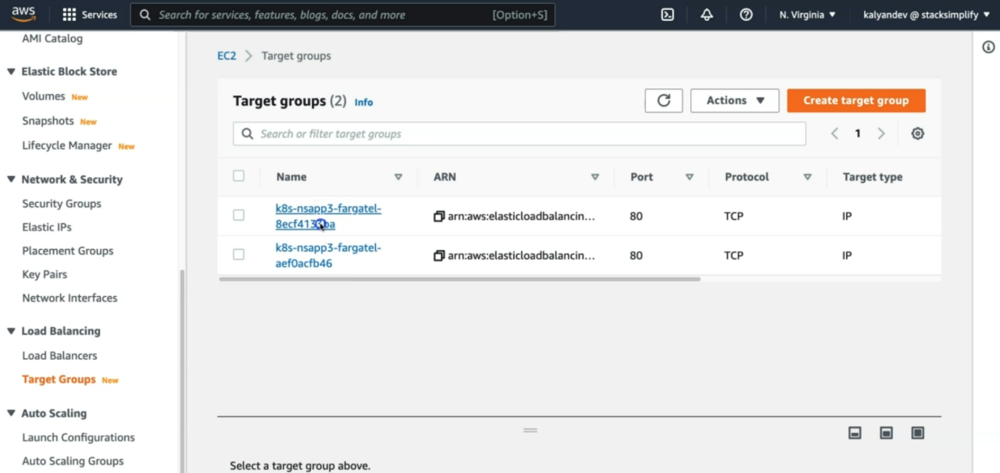 aws Services Search for services, features, blogs, docs, and more [Option+S] N. Virginia kalyandev @ stacksimplify
AMI Catalog
Elastic Block Store
Volumes New
Snapshots New
Lifecycle Manager New
Network & Security
Security Groups
Elastic IPs
Placement Groups
Key Pairs
Network Interfaces
Load Balancing
Load Balancers
Target Groups New
Auto Scaling
Launch Configurations
Auto Scaling Groups
EC2 > Target groups
Target groups (2) Info Actions Create target group
Search or filter target groups 1
Name ARN Port Protocol Target type
k8s-nsapp3-fargatel- arn:aws:elasticloadbalancin... 80 TCP IP
k8s-nsapp3-fargatel-
aef0acfb46 arn:aws:elasticloadbalancin... 80 TCP IP
Select a target group above.